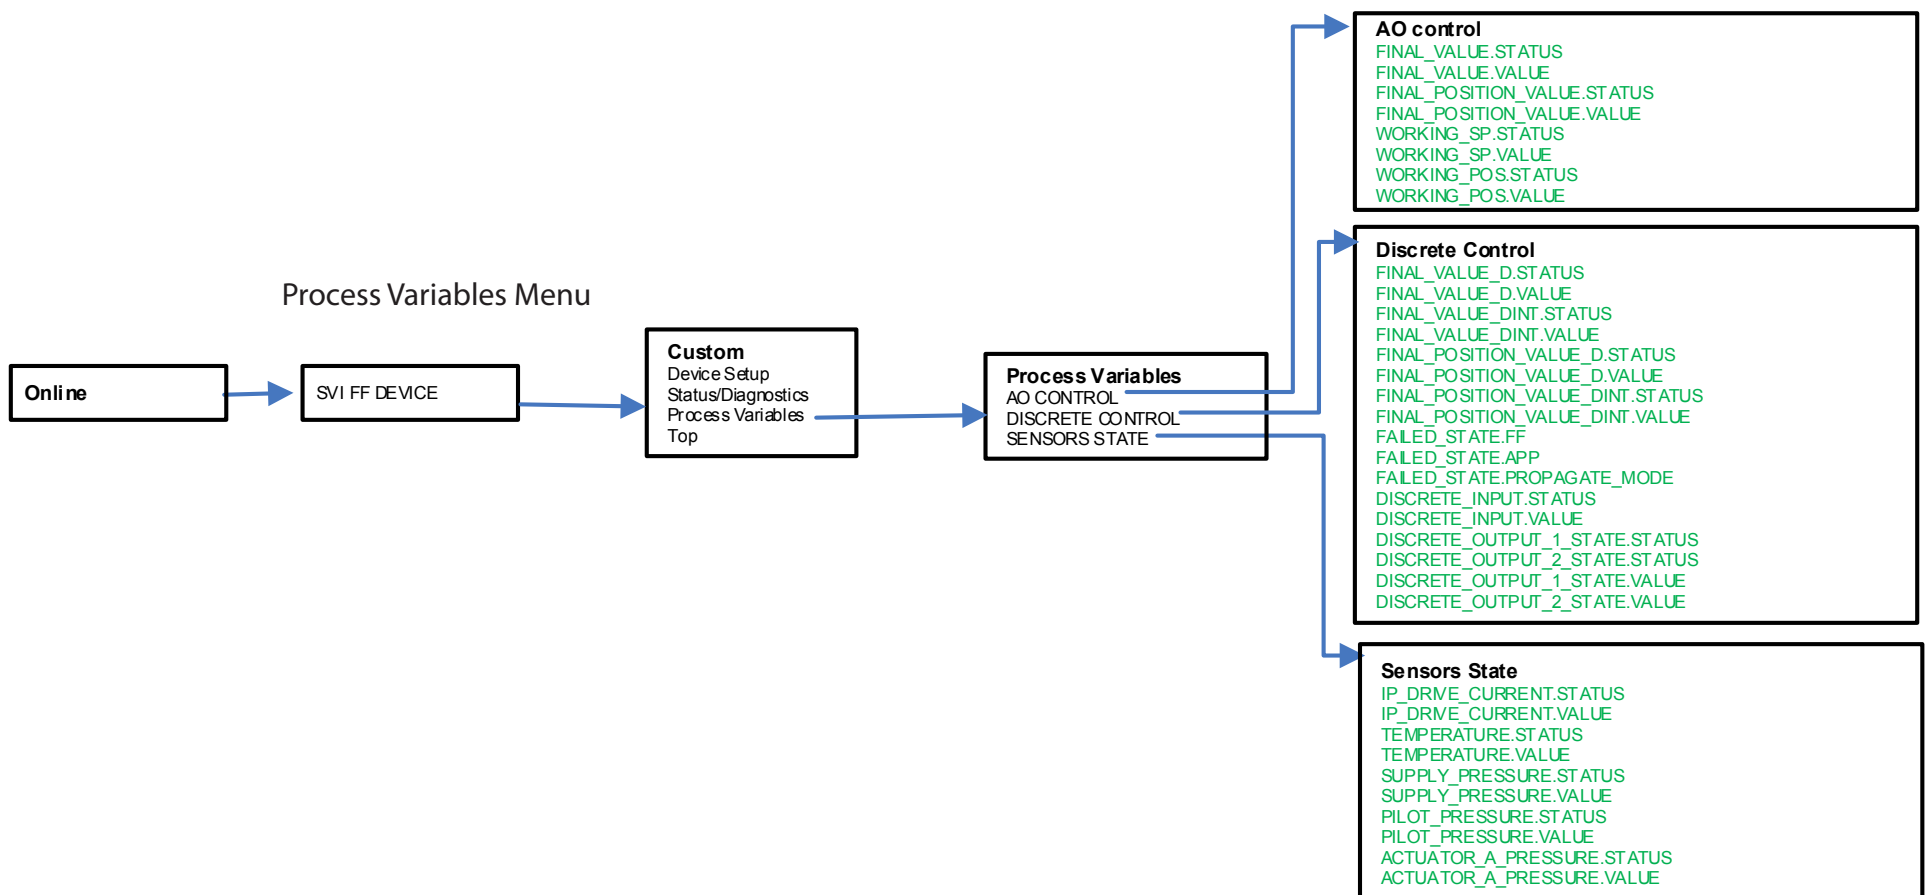 Process Variables Menu
Online
SVI FF DEVICE
Custom
Device Setup
Status/Diagnostics
Process Variables
Top
Process Variables
AO CONTROL
DISCRETE CONTROL
SENSORS STATE
AO control
FINAL_VALUE.STATUS
FINAL_VALUE.VALUE
FINAL_POSITION_VALUE.STATUS
FINAL_POSITION_VALUE.VALUE
WORKING_SP.STATUS
WORKING_SP.VALUE
WORKING_POS.STATUS
WORKING_POS.VALUE
Discrete Control
FINAL_VALUE_D.STATUS
FINAL_VALUE_D.VALUE
FINAL_VALUE_DINT.STATUS
FINAL_VALUE_DINT.VALUE
FINAL_POSITION_VALUE_D.STATUS
FINAL_POSITION_VALUE_D.VALUE
FINAL_POSITION_VALUE_DINT.STATUS
FINAL_POSITION_VALUE_DINT.VALUE
FAILED_STATE.FF
FAILED_STATE.APP
FAILED_STATE.PROPAGATE_MODE
DISCRETE_INPUT.STATUS
DISCRETE_INPUT.VALUE
DISCRETE_OUTPUT_1_STATE.STATUS
DISCRETE_OUTPUT_2_STATE.STATUS
DISCRETE_OUTPUT_1_STATE.VALUE
DISCRETE_OUTPUT_2_STATE.VALUE
Sensors State
IP_DRIVE_CURRENT.STATUS
IP_DRIVE_CURRENT.VALUE
TEMPERATURE.STATUS
TEMPERATURE.VALUE
SUPPLY_PRESSURE.STATUS
SUPPLY_PRESSURE.VALUE
PILOT_PRESSURE.STATUS
PILOT_PRESSURE.VALUE
ACTUATOR_A_PRESSURE.STATUS
ACTUATOR_A_PRESSURE.VALUE